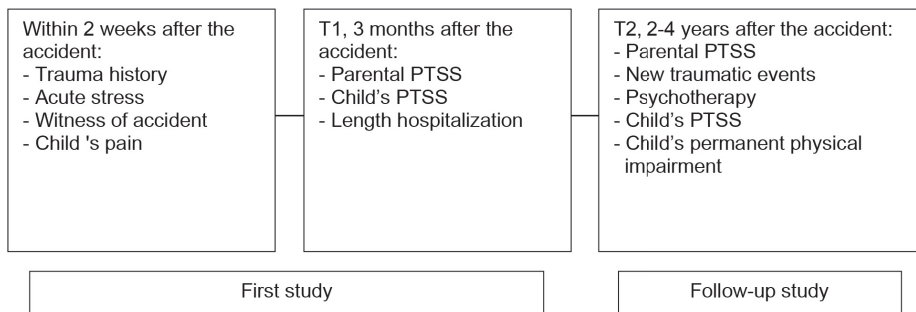 Within 2 weeks after the
accident:
- Trauma history
- Acute stress
- Witness of accident
- Child 's pain
T1, 3 months after the
accident:
- Parental PTSS
- Child's PTSS
- Length hospitalization
T2, 2-4 years after the accident:
- Parental PTSS
- New traumatic events
- Psychotherapy
- Child's PTSS
- Child's permanent physical
impairment
First study
Follow-up study